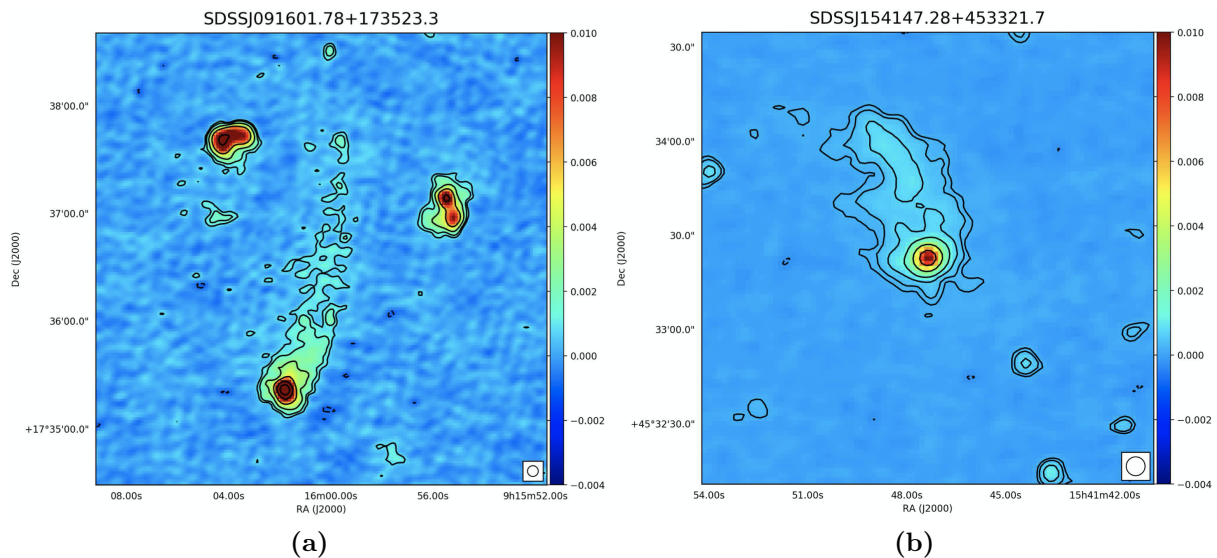 SDSSJ091601.78+173523.3
0.010
0.008
0.006
0.004
0.002
0.000
−0.002
−0.004
38'00.0"
37'00.0"
36'00.0"
+17°35'00.0"
Dec (J2000)
08.00s 04.00s 16m00.00s 56.00s 9h15m52.00s
RA (J2000)
(a)
SDSSJ154147.28+453321.7
0.010
0.008
0.006
0.004
0.002
0.000
−0.002
−0.004
30.0"
34'00.0"
30.0"
33'00.0"
+45°32'30.0"
Dec (J2000)
54.00s 51.00s 48.00s 45.00s 15h41m42.00s
RA (J2000)
(b)